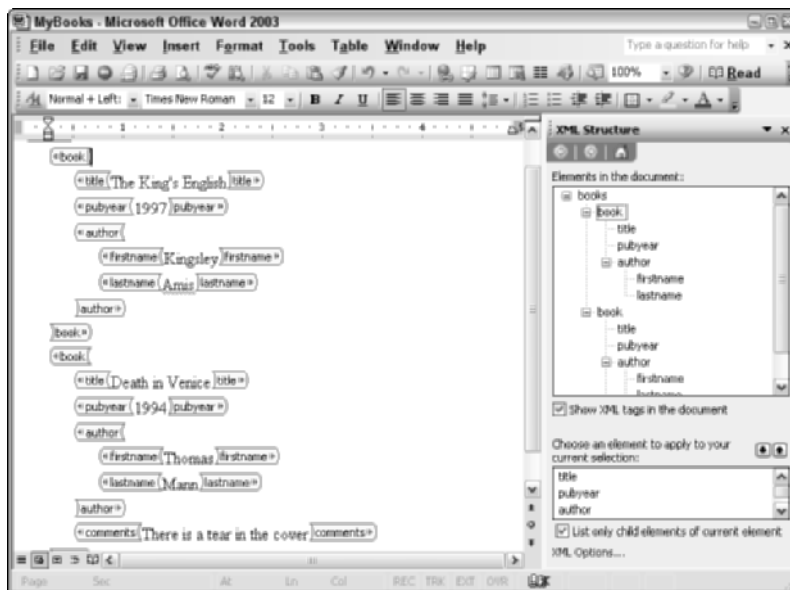 MyBooks - Microsoft Office Word 2003
File Edit View Insert Format Tools Table Window Help Type a question for help
100% Read
Normal + Left: Times New Roman 12 B I U A
1 2 3 4
XML Structure
book
title The King's English title
pubyear 1997 pubyear
author
firstname Kingsley firstname
lastname Amis lastname
author
book
book
title Death in Venice title
pubyear 1994 pubyear
author
firstname Thomas firstname
lastname Mann lastname
author
comments There is a tear in the cover comments
Elements in the document:
books
book
title
pubyear
author
firstname
lastname
book
title
pubyear
author
firstname
lastname
Show XML tags in the document
Choose an element to apply to your
current selection:
title
pubyear
author
List only child elements of current element
XML Options...
Page Sec At Ln Col REC TRK EXT OVR